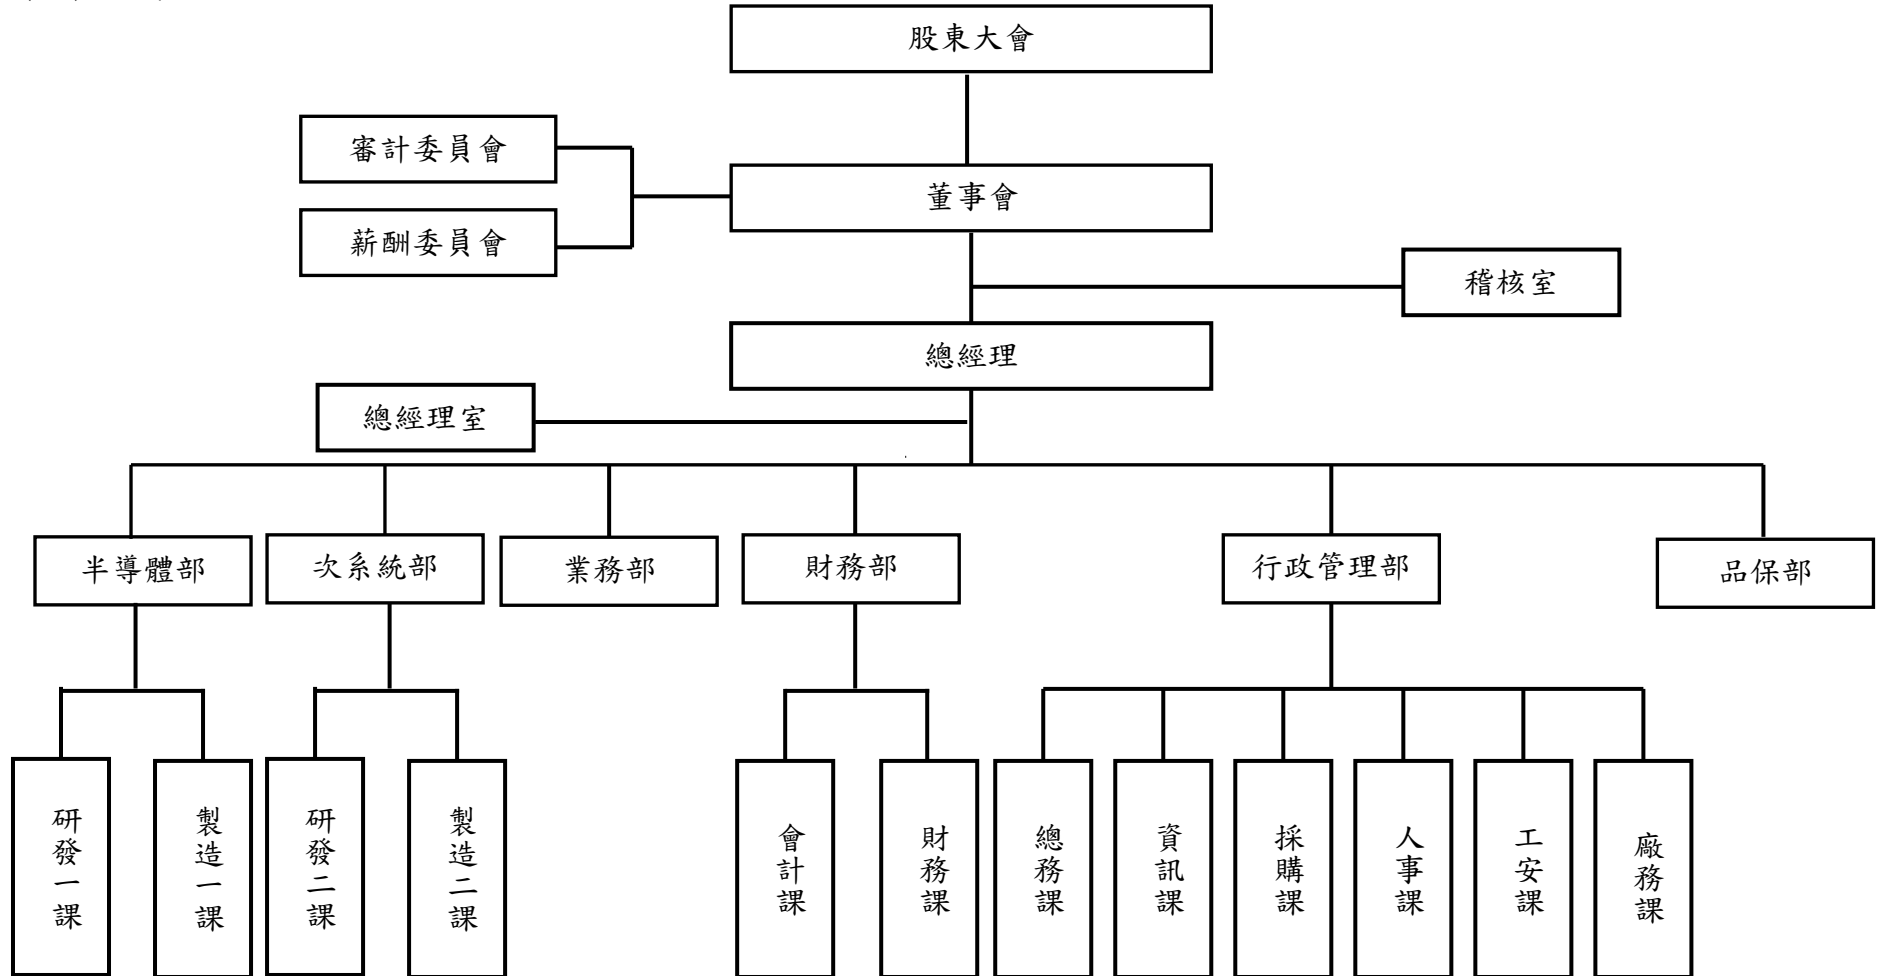 股東大會
審計委員會
董事會
薪酬委員會
稽核室
總經理
總經理室
半導體部
次系統部
業務部
財務部
行政管理部
品保部
研發一課
製造一課
研發二課
製造二課
會計課
財務課
總務課
資訊課
採購課
人事課
工安課
廠務課